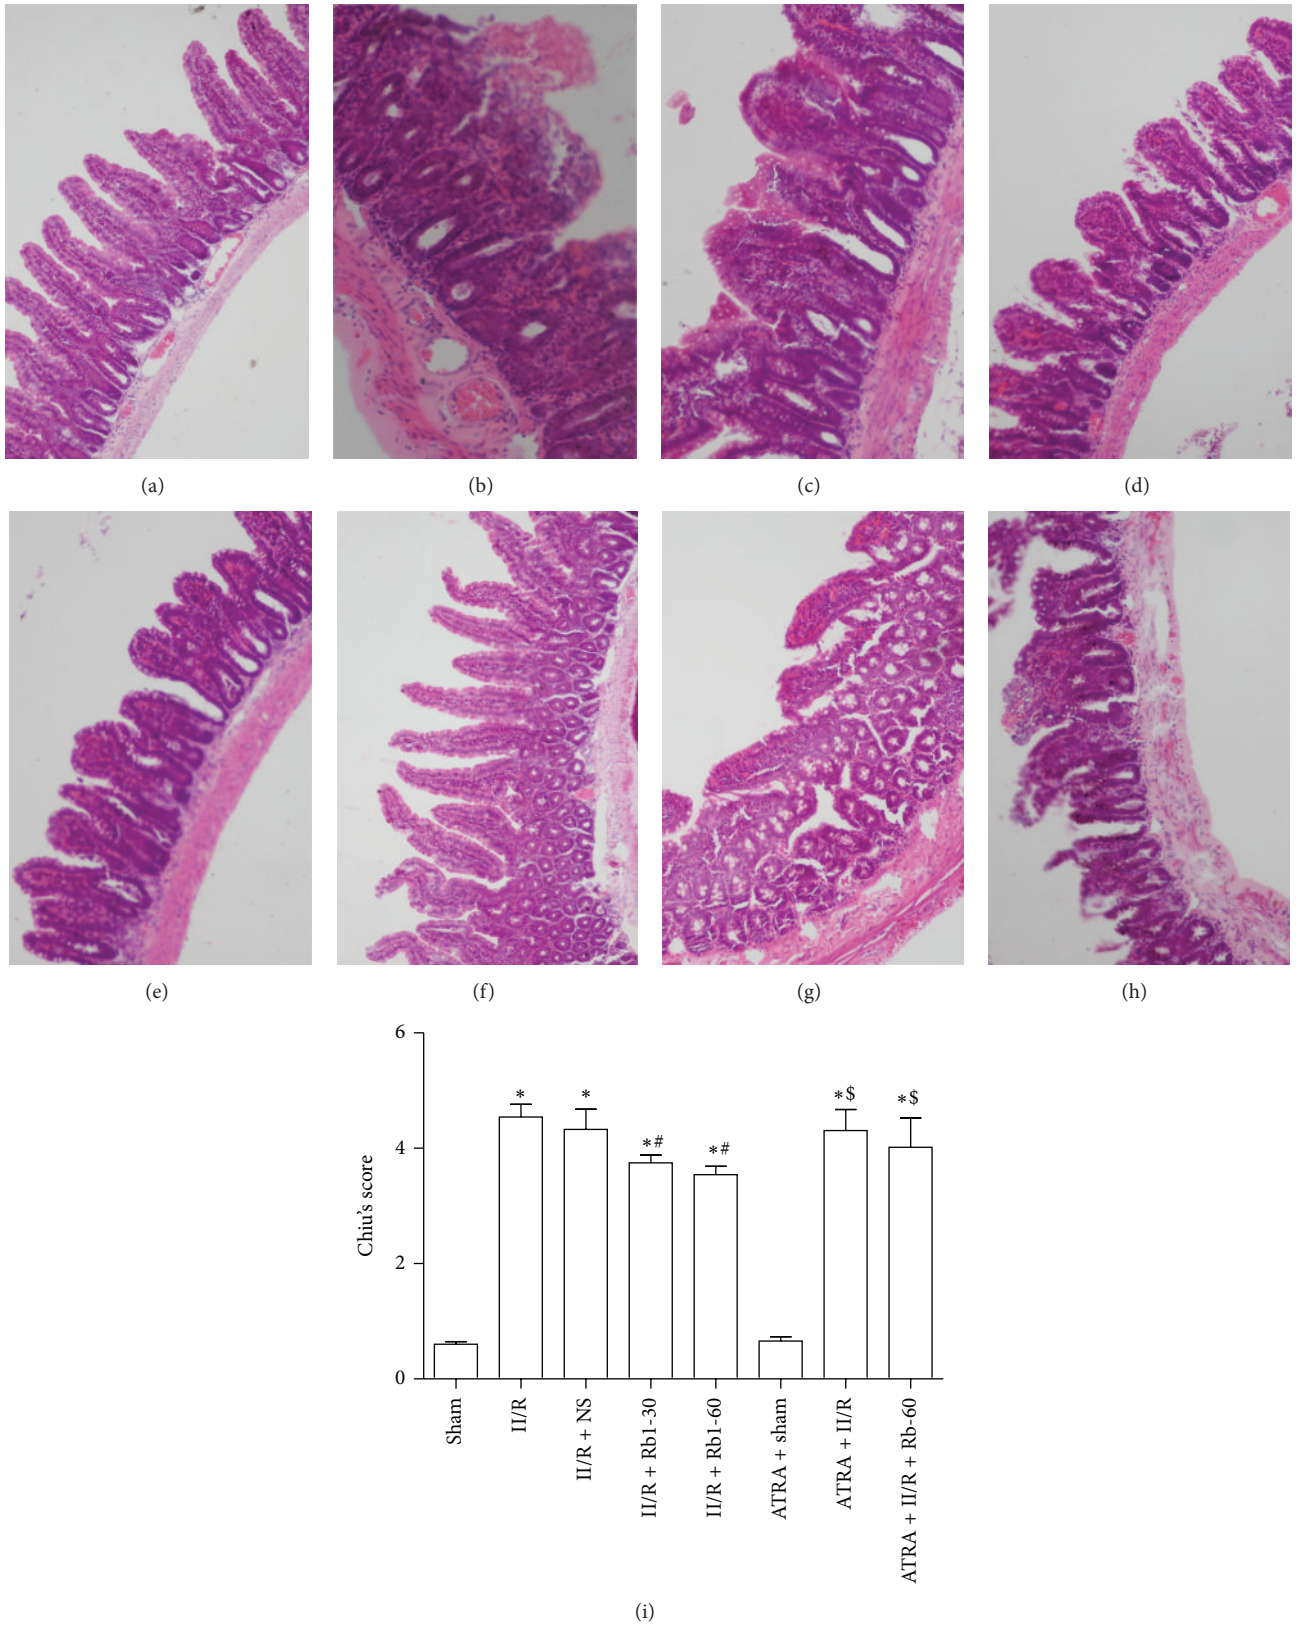 (a)
(b)
(c)
(d)
(e)
(f)
(g)
(h)
6
4
2
0
Chiu's score
*
*
*#
*#
*$
*$
Sham
II/R
II/R + NS
II/R + Rb1-30
II/R + Rb1-60
ATRA + sham
ATRA + II/R
ATRA + II/R + Rb-60
(i)